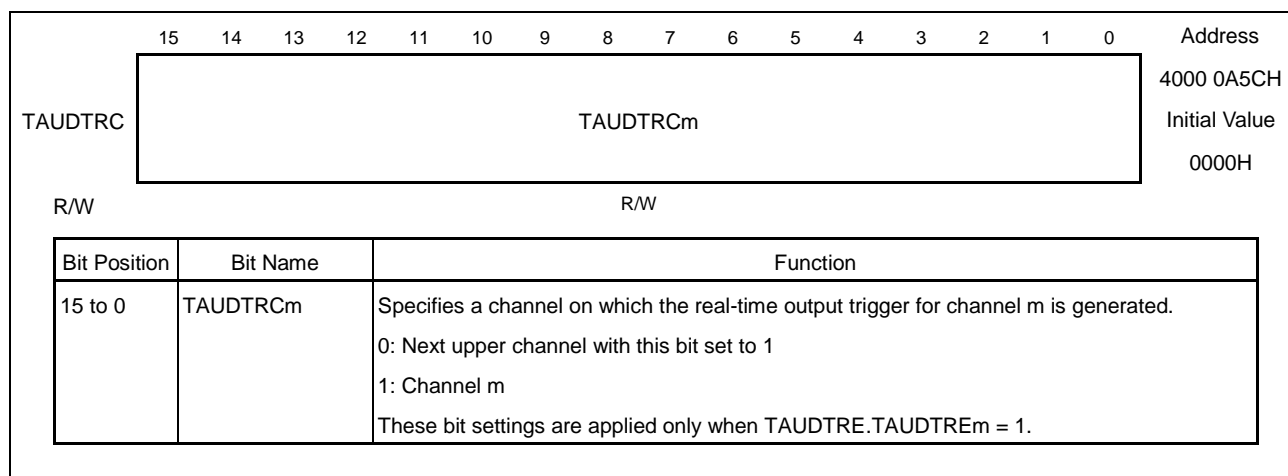 15 14 13 12 11 10 9 8 7 6 5 4 3 2 1 0 Address
4000 0A5CH
TAUDTRC TAUDTRCm Initial Value
0000H
R/W R/W
Bit Position Bit Name Function
15 to 0 TAUDTRCm Specifies a channel on which the real-time output trigger for channel m is generated.
0: Next upper channel with this bit set to 1
1: Channel m
These bit settings are applied only when TAUDTRE.TAUDTREm = 1.